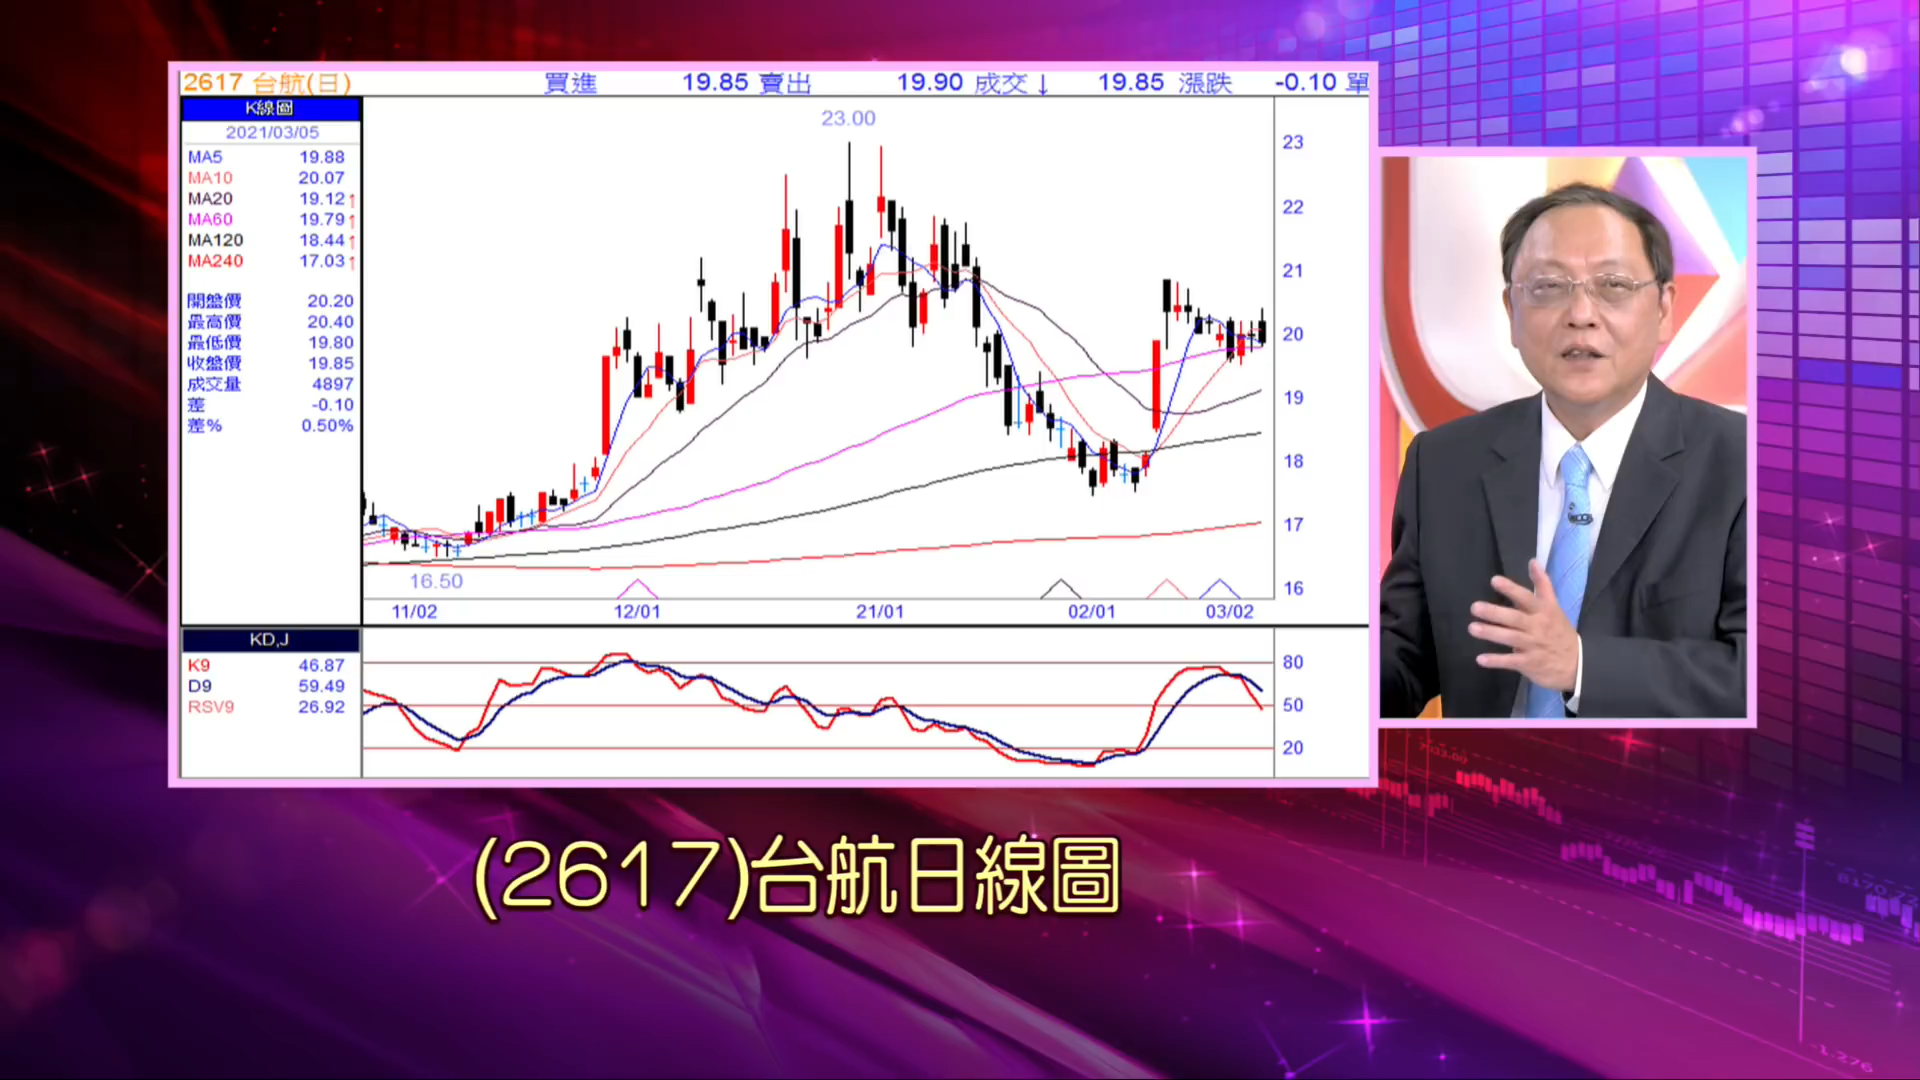 2617 台航(日) 買進 19.85 賣出 19.90 成交↓ 19.85 漲跌 -0.10 單
K線圖
2021/03/05
MA5 19.88
MA10 20.07
MA20 19.12↑
MA60 19.79↑
MA120 18.44↑
MA240 17.03↑
開盤價 20.20
最高價 20.40
最低價 19.80
收盤價 19.85
成交量 4897
差 -0.10
差% 0.50%
23.00
23
22
21
20
19
18
17
16
16.50
11/02 12/01 21/01 02/01 03/02
KD,J
K9 46.87
D9 59.49
RSV9 26.92
80
50
20
(2617)台航日線圖